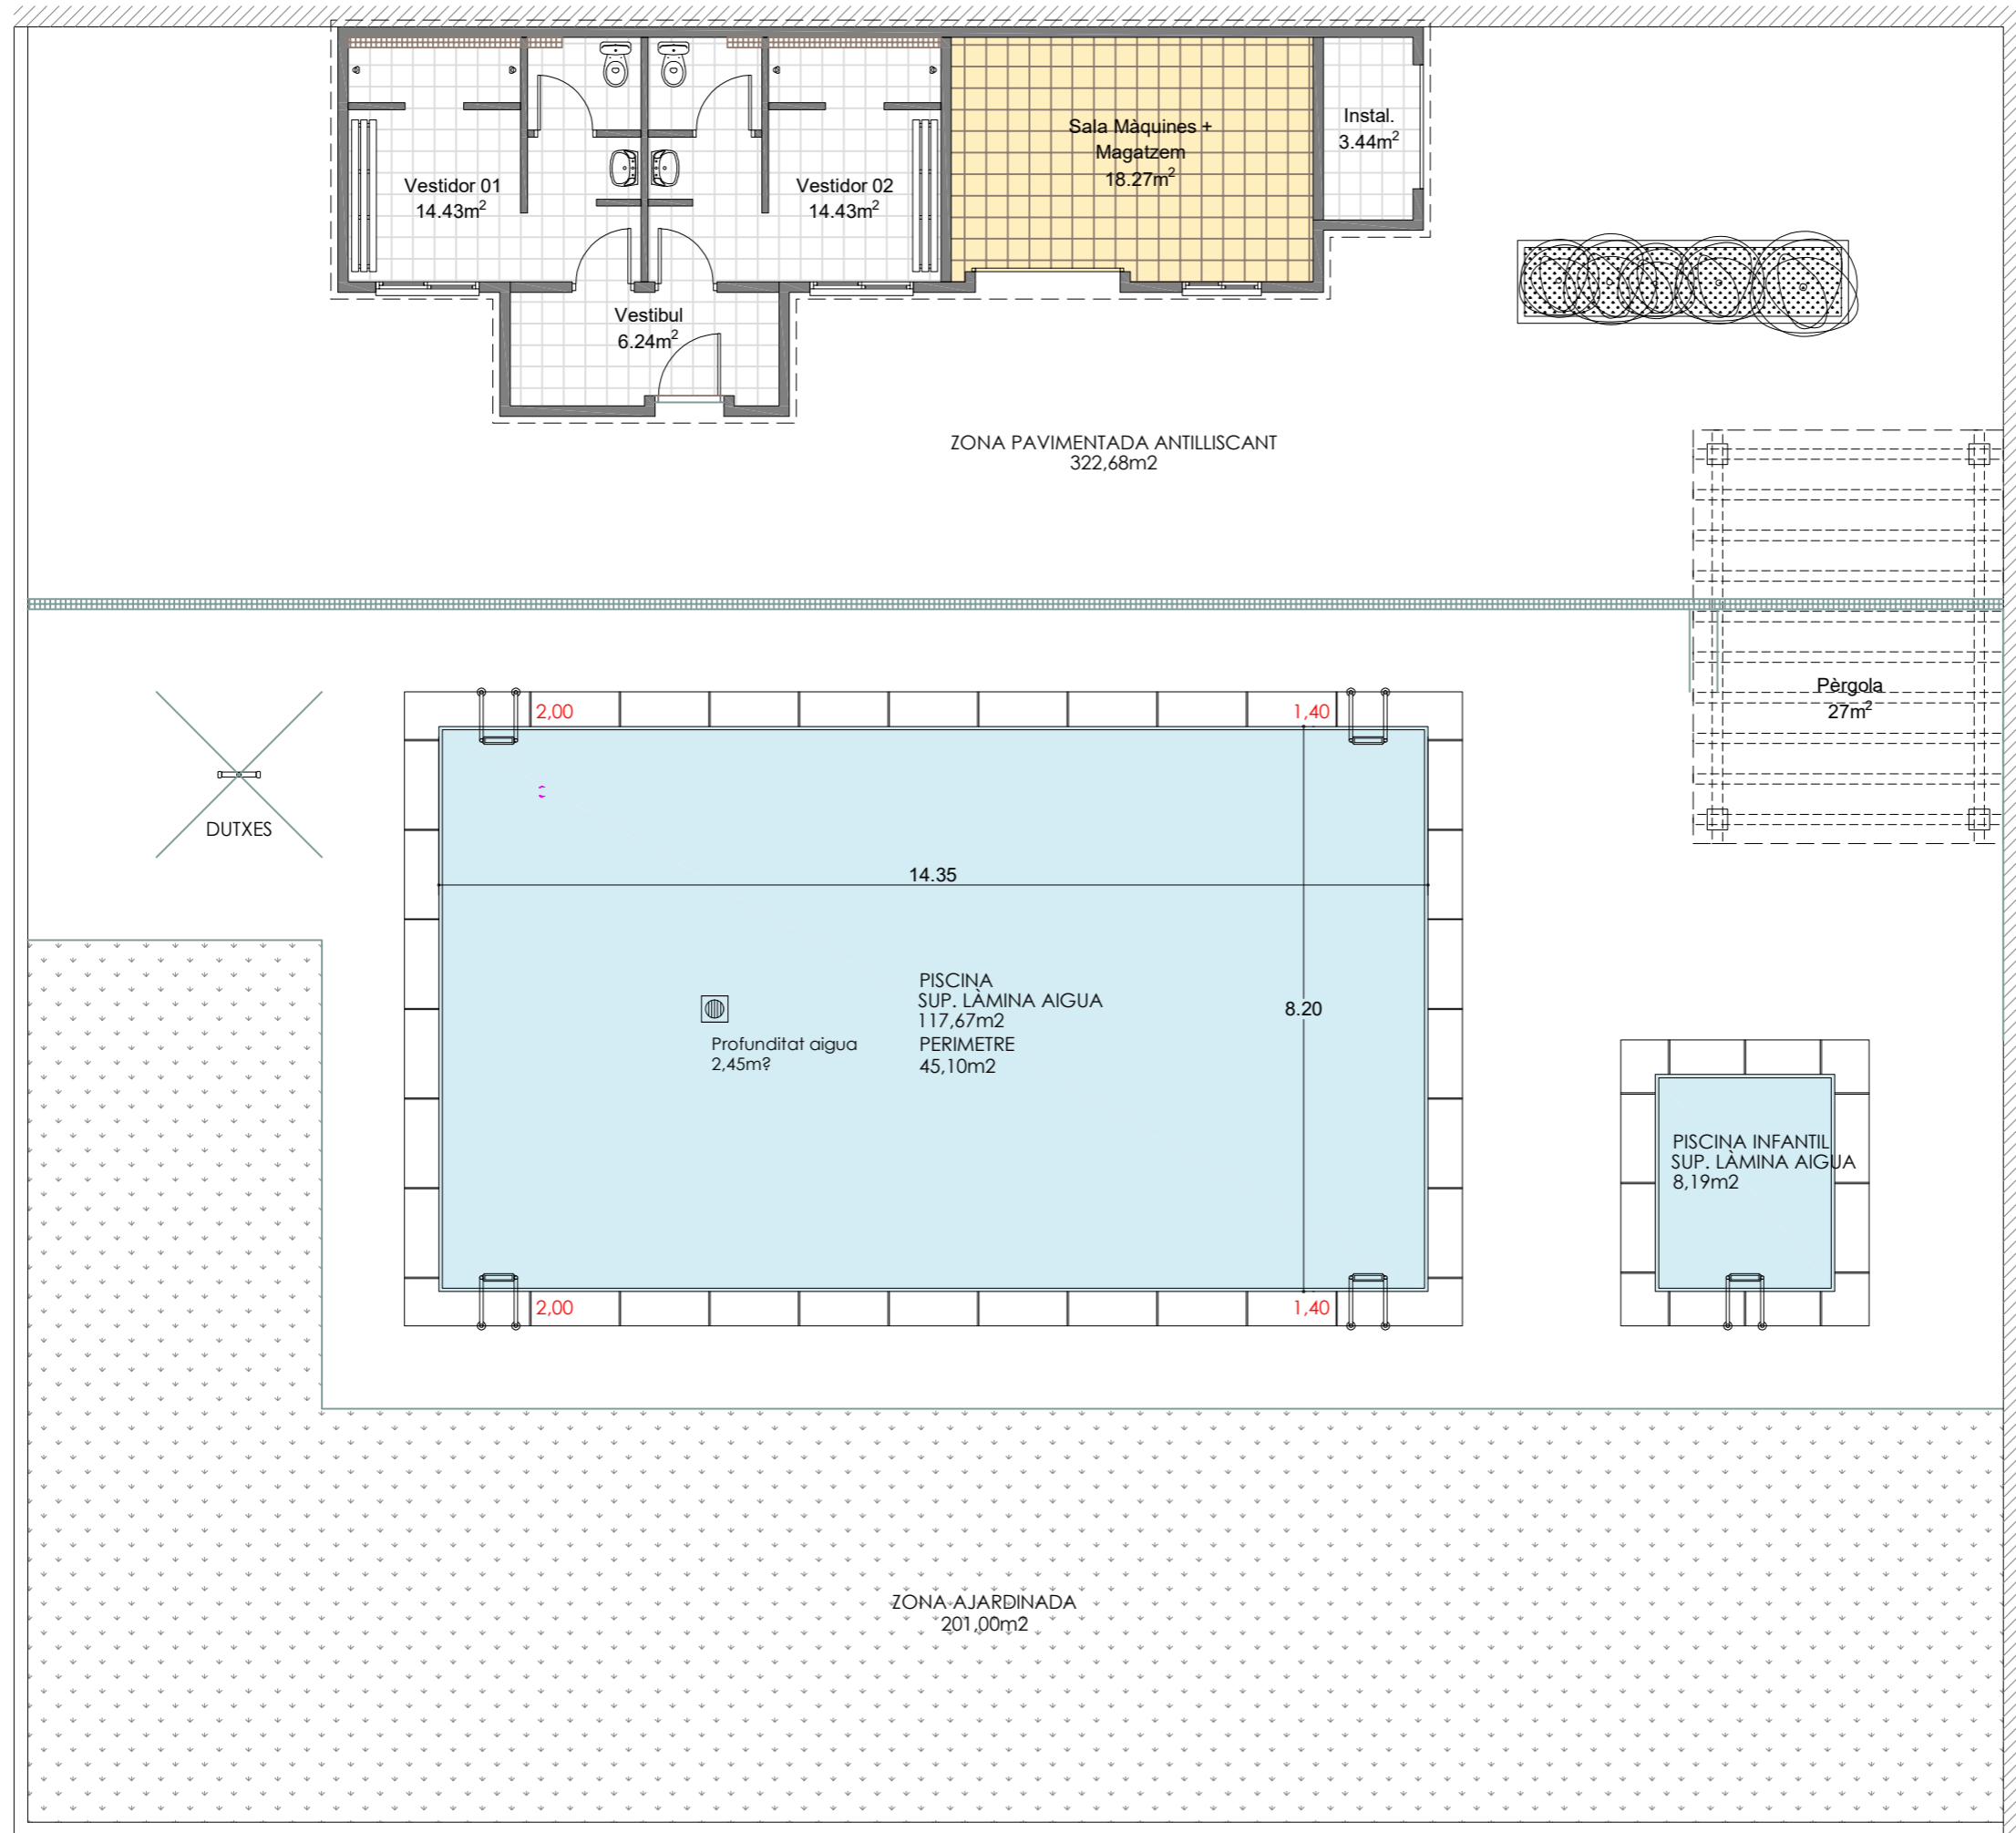 Sala Màquines +
Magatzem
18.27m²
Instal.
3.44m²
Vestidor 01
14.43m²
Vestidor 02
14.43m²
Vestibul
6.24m²
ZONA PAVIMENTADA ANTILLISCANT
322,68m2
Pèrgola
27m²
2,00
1,40
DUTXES
14.35
PISCINA
SUP. LÀMINA AIGUA
117,67m2
PERIMETRE
45,10m2
8.20
Profunditat aigua
2,45m?
PISCINA INFANTIL
SUP. LÀMINA AIGUA
8,19m2
2,00
1,40
ZONA AJARDINADA
201,00m2